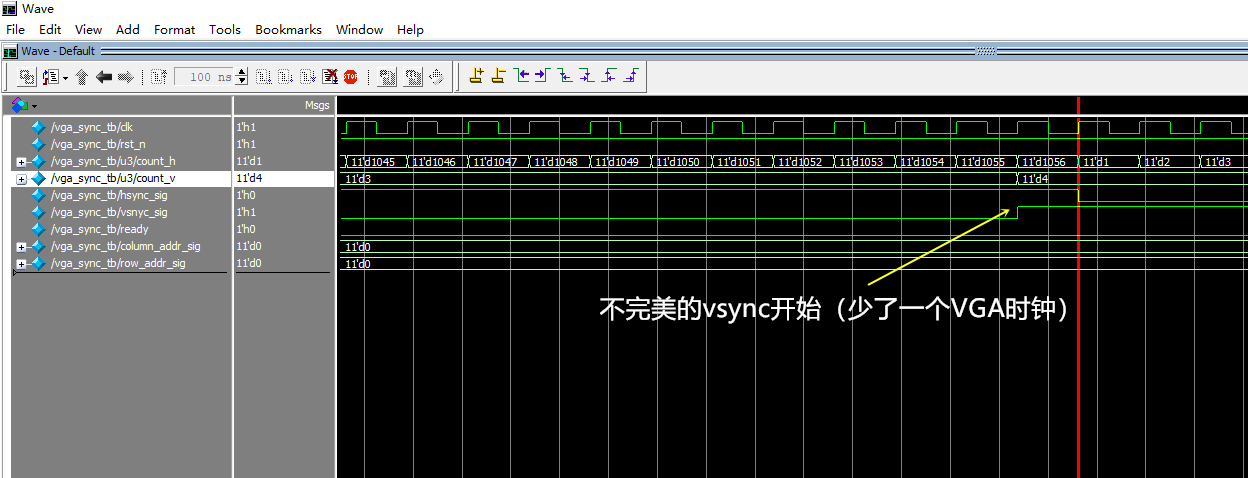 Wave
File Edit View Add Format Tools Bookmarks Window Help
Wave - Default
100 ns
STOP
Msgs
/vga_sync_tb/clk 1'h1
/vga_sync_tb/rst_n 1'h1
/vga_sync_tb/u3/count_h 11'd1 11'd1045 11'd1046 11'd1047 11'd1048 11'd1049 11'd1050 11'd1051 11'd1052 11'd1053 11'd1054 11'd1055 11'd1056 11'd1 11'd2 11'd3
/vga_sync_tb/u3/count_v 11'd4 11'd3 11'd4
/vga_sync_tb/hsync_sig 1'h0
/vga_sync_tb/vsnyc_sig 1'h1
/vga_sync_tb/ready 1'h0
/vga_sync_tb/column_addr_sig 11'd0 11'd0
/vga_sync_tb/row_addr_sig 11'd0 11'd0
不完美的vsync开始（少了一个VGA时钟）